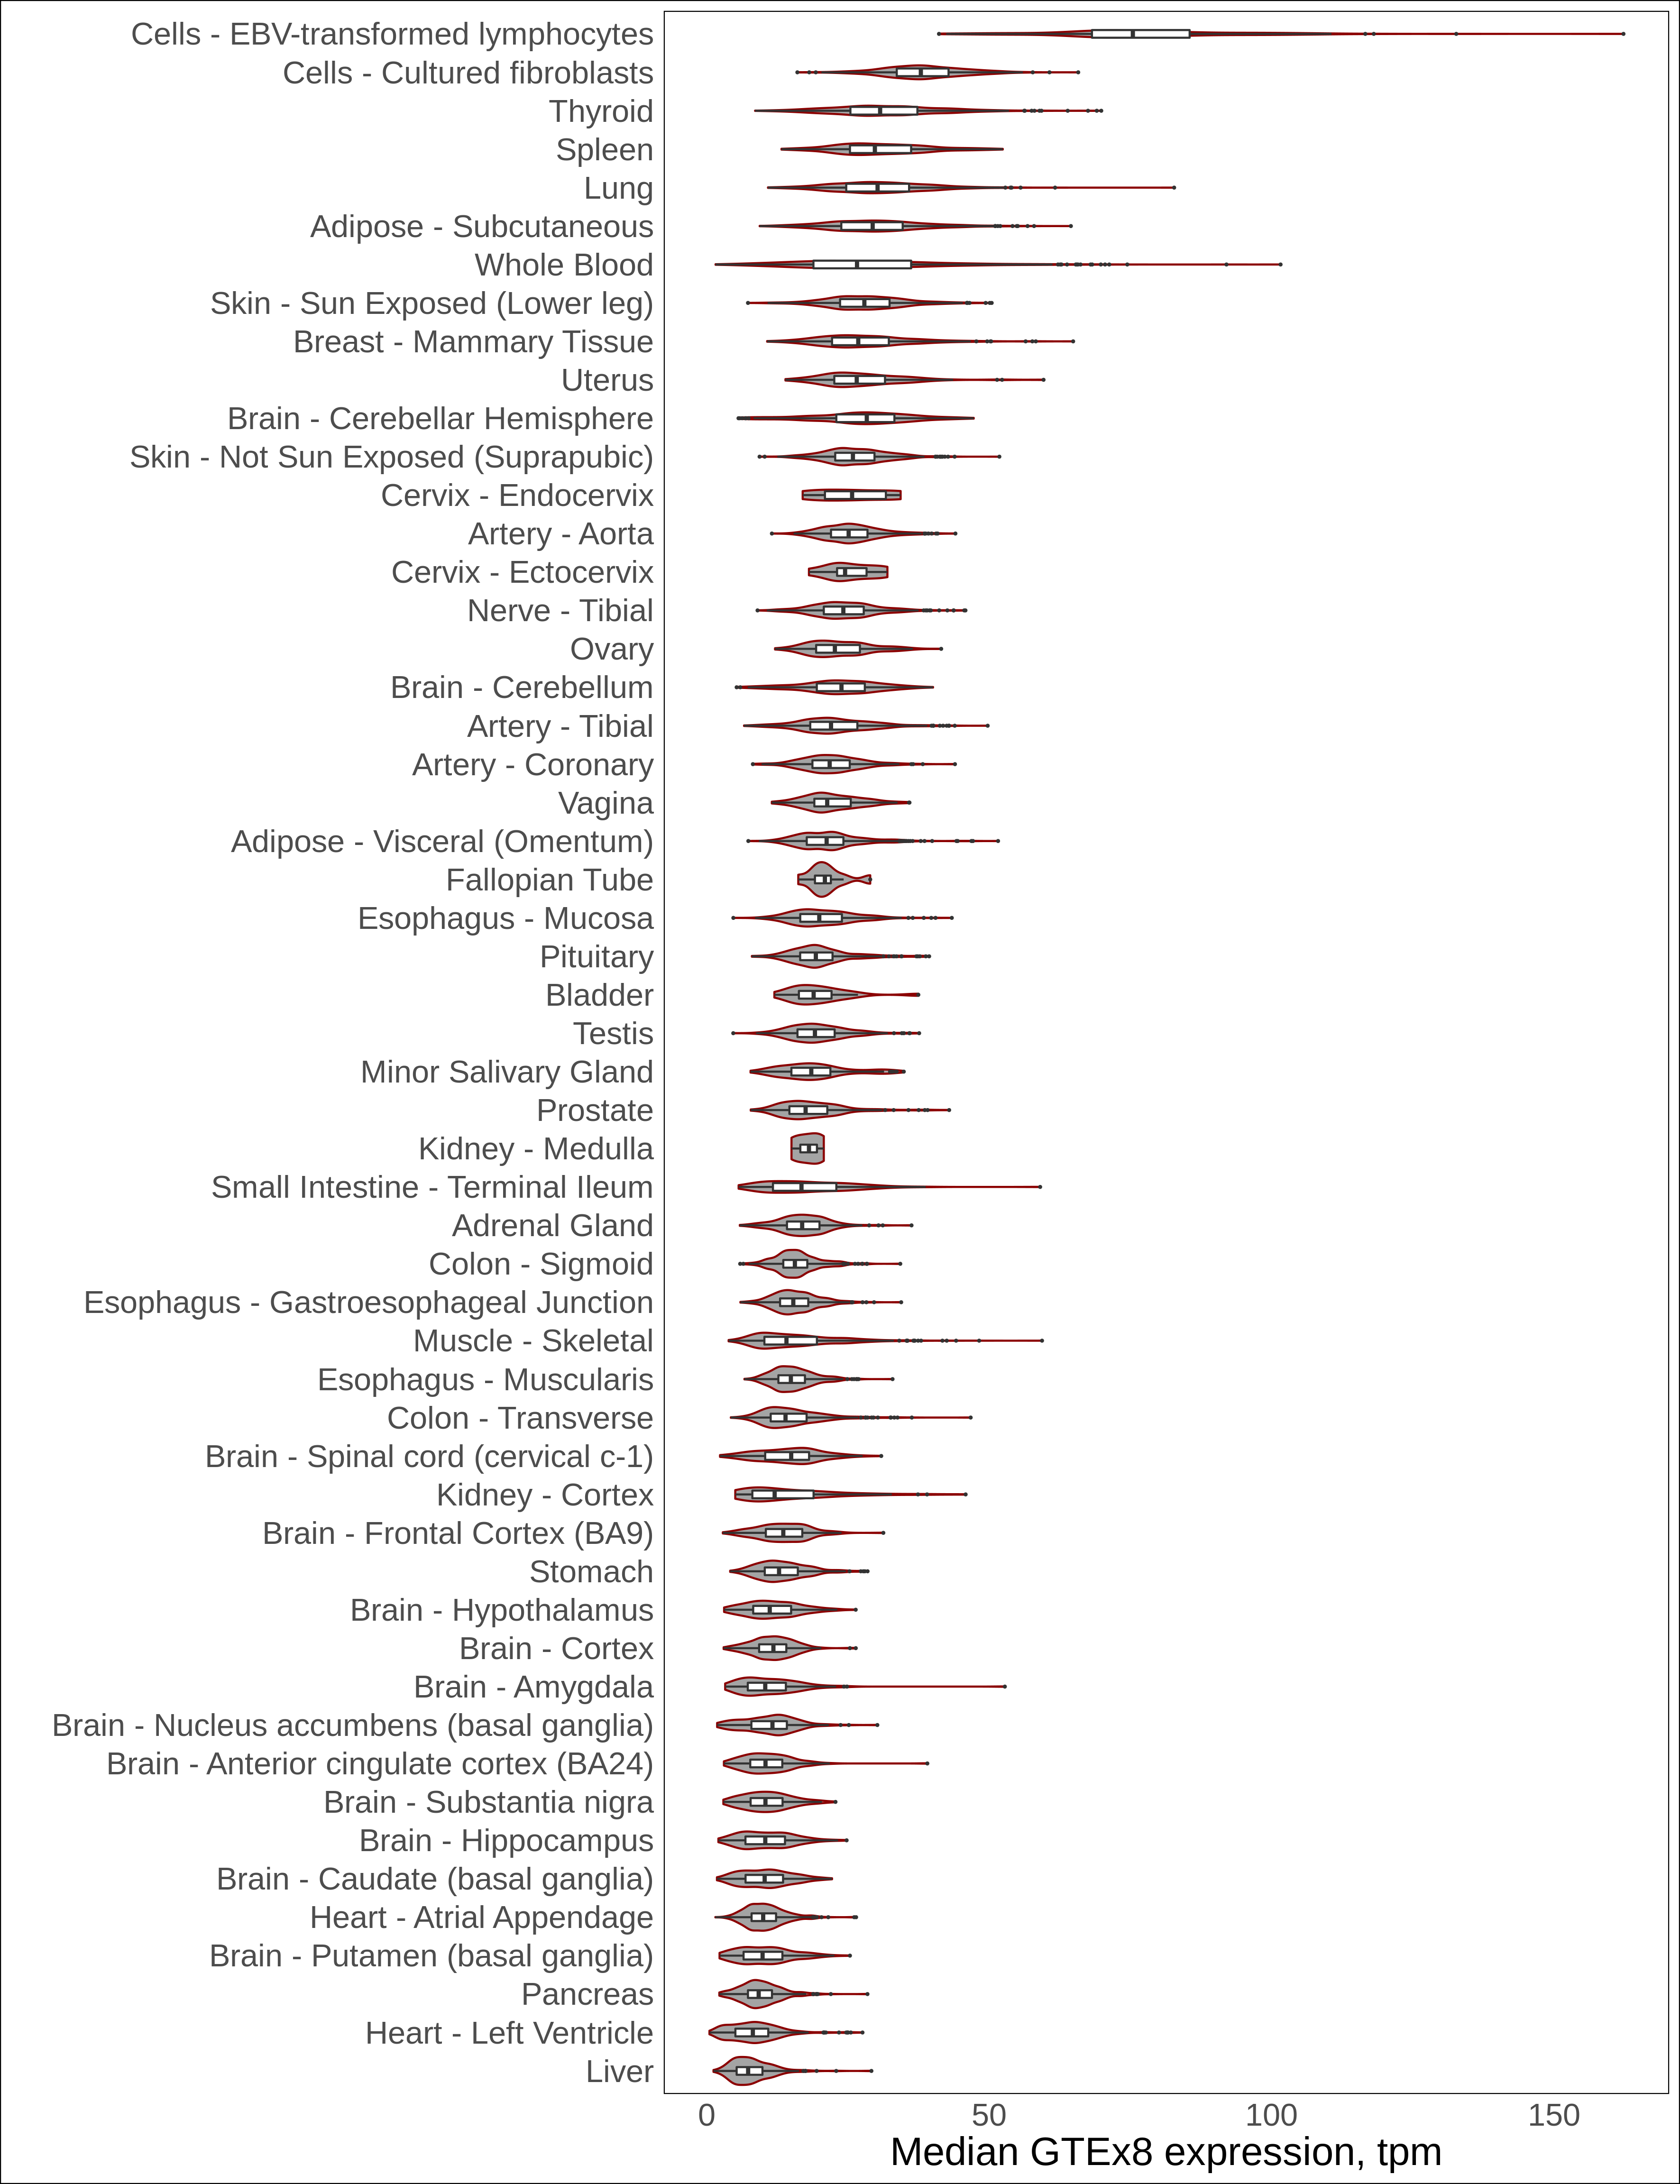 Cells - EBV-transformed lymphocytes
Cells - Cultured fibroblasts
Thyroid
Spleen
Lung
Adipose - Subcutaneous
Whole Blood
Skin - Sun Exposed (Lower leg)
Breast - Mammary Tissue
Uterus
Brain - Cerebellar Hemisphere
Skin - Not Sun Exposed (Suprapubic)
Cervix - Endocervix
Artery - Aorta
Cervix - Ectocervix
Nerve - Tibial
Ovary
Brain - Cerebellum
Artery - Tibial
Artery - Coronary
Vagina
Adipose - Visceral (Omentum)
Fallopian Tube
Esophagus - Mucosa
Pituitary
Bladder
Testis
Minor Salivary Gland
Prostate
Kidney - Medulla
Small Intestine - Terminal Ileum
Adrenal Gland
Colon - Sigmoid
Esophagus - Gastroesophageal Junction
Muscle - Skeletal
Esophagus - Muscularis
Colon - Transverse
Brain - Spinal cord (cervical c-1)
Kidney - Cortex
Brain - Frontal Cortex (BA9)
Stomach
Brain - Hypothalamus
Brain - Cortex
Brain - Amygdala
Brain - Nucleus accumbens (basal ganglia)
Brain - Anterior cingulate cortex (BA24)
Brain - Substantia nigra
Brain - Hippocampus
Brain - Caudate (basal ganglia)
Heart - Atrial Appendage
Brain - Putamen (basal ganglia)
Pancreas
Heart - Left Ventricle
Liver
0 50 100 150
Median GTEx8 expression, tpm